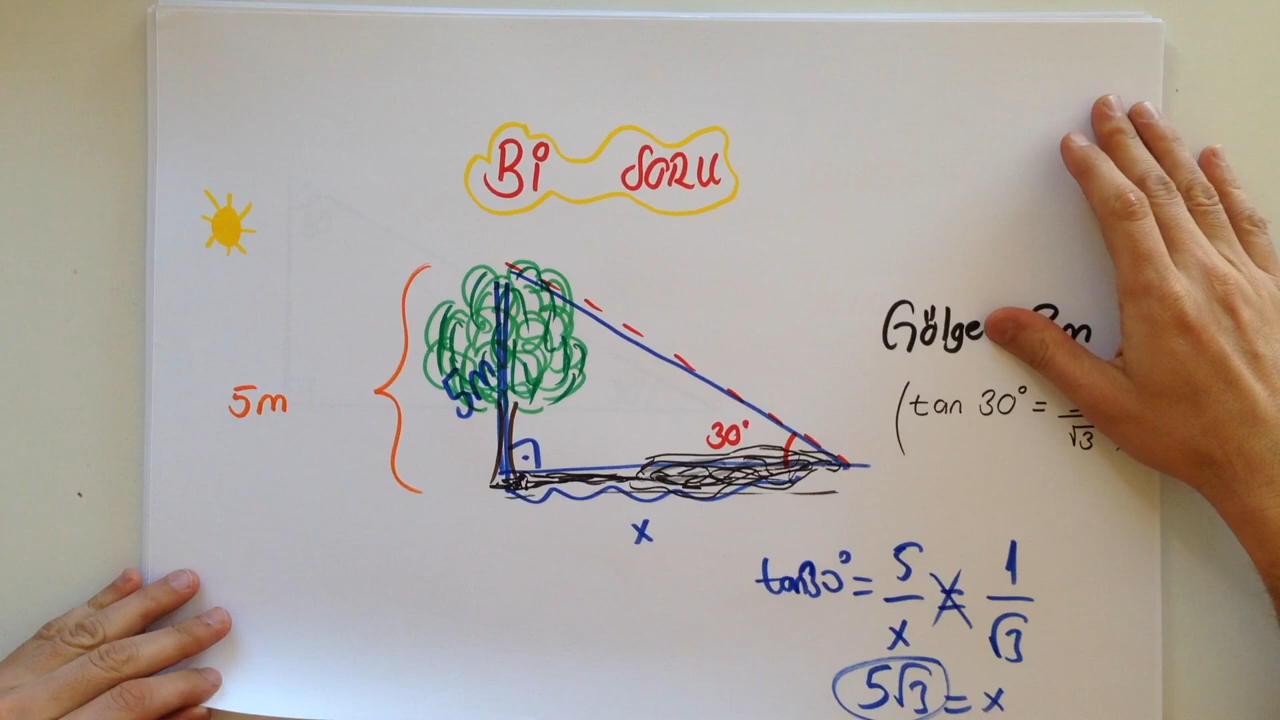 Bi SORU
5m
5m
30°
x
Gölge
(tan 30° =
√3
tan30° = 5/x = 1/√3
5√3 = x